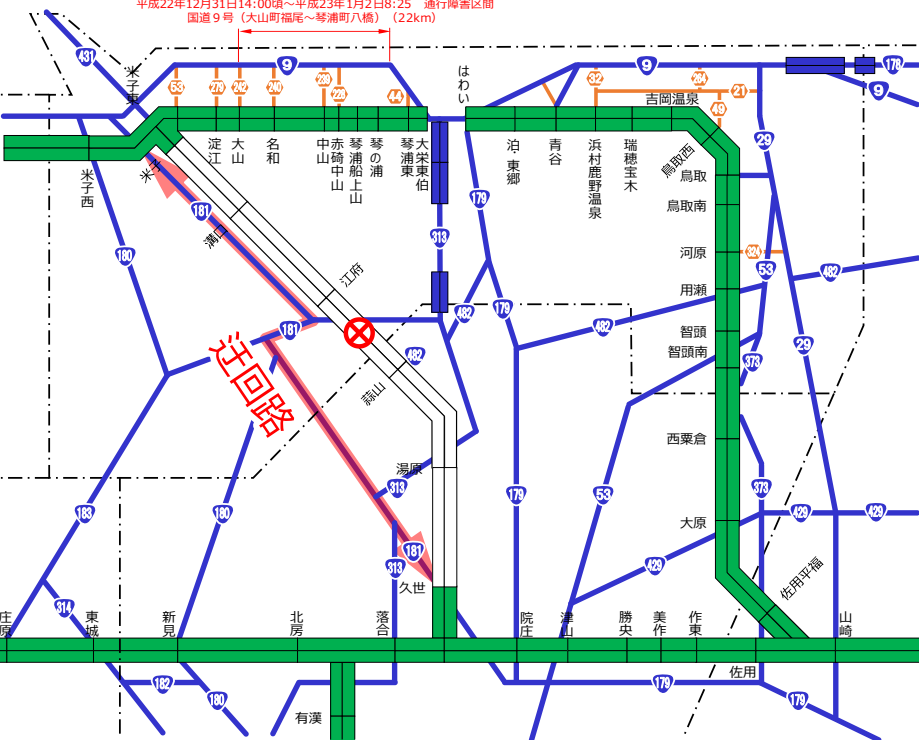 平成22年12月31日14:00頃～平成23年1月2日8:25　通行障害区間
国道９号（大山町福尾～琴浦町八橋）（22km）
431
米子東
53
279
242
240
9
230
226
44
はわい
32
9
284
21
49
吉岡温泉
178
9
29
米子西
米子
淀江
大山
名和
中山
赤碕中山
琴浦船上山
琴の浦
琴浦東
大栄東伯
泊・東郷
青谷
浜村鹿野温泉
瑞穂宝木
鳥取西
鳥取
鳥取南
河原
用瀬
智頭
智頭南
西粟倉
大原
佐用平福
181
溝口
180
313
179
324
53
482
江府
181
482
179
482
29
373
482
蒜山
迂回路
湯原
313
183
180
179
53
373
429
429
181
313
久世
429
314
庄原
東城
新見
北房
落合
院庄
津山
勝央
美作
作東
佐用
山崎
182
180
有漢
179
179